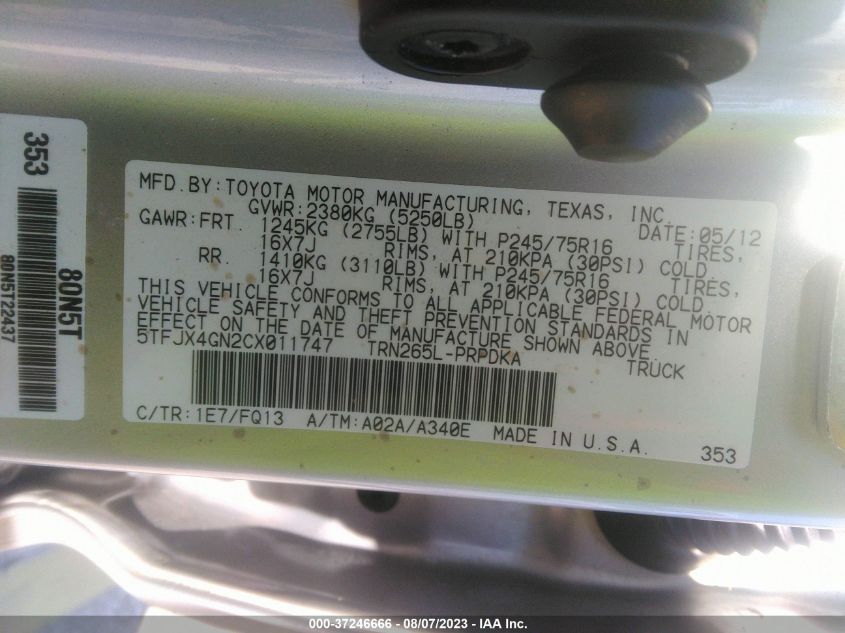 353
80N5T
80N5T22437
MFD.BY:TOYOTA MOTOR MANUFACTURING, TEXAS, INC.
GVWR:2380KG (5250LB) DATE:05/12
GAWR:FRT. 1245KG (2755LB) WITH P245/75R16 TIRES,
16X7J RIMS, AT 210KPA (30PSI) COLD.
RR. 1410KG (3110LB) WITH P245/75R16 TIRES,
16X7J RIMS, AT 210KPA (30PSI) COLD.
THIS VEHICLE CONFORMS TO ALL APPLICABLE FEDERAL MOTOR
VEHICLE SAFETY AND THEFT PREVENTION STANDARDS IN
EFFECT ON THE DATE OF MANUFACTURE SHOWN ABOVE.
5TFJX4GN2CX011747 TRN265L-PRPDKA TRUCK
C/TR:1E7/FQ13 A/TM:A02A/A340E MADE IN U.S.A.
353
000-37246666 - 08/07/2023 - IAA Inc.